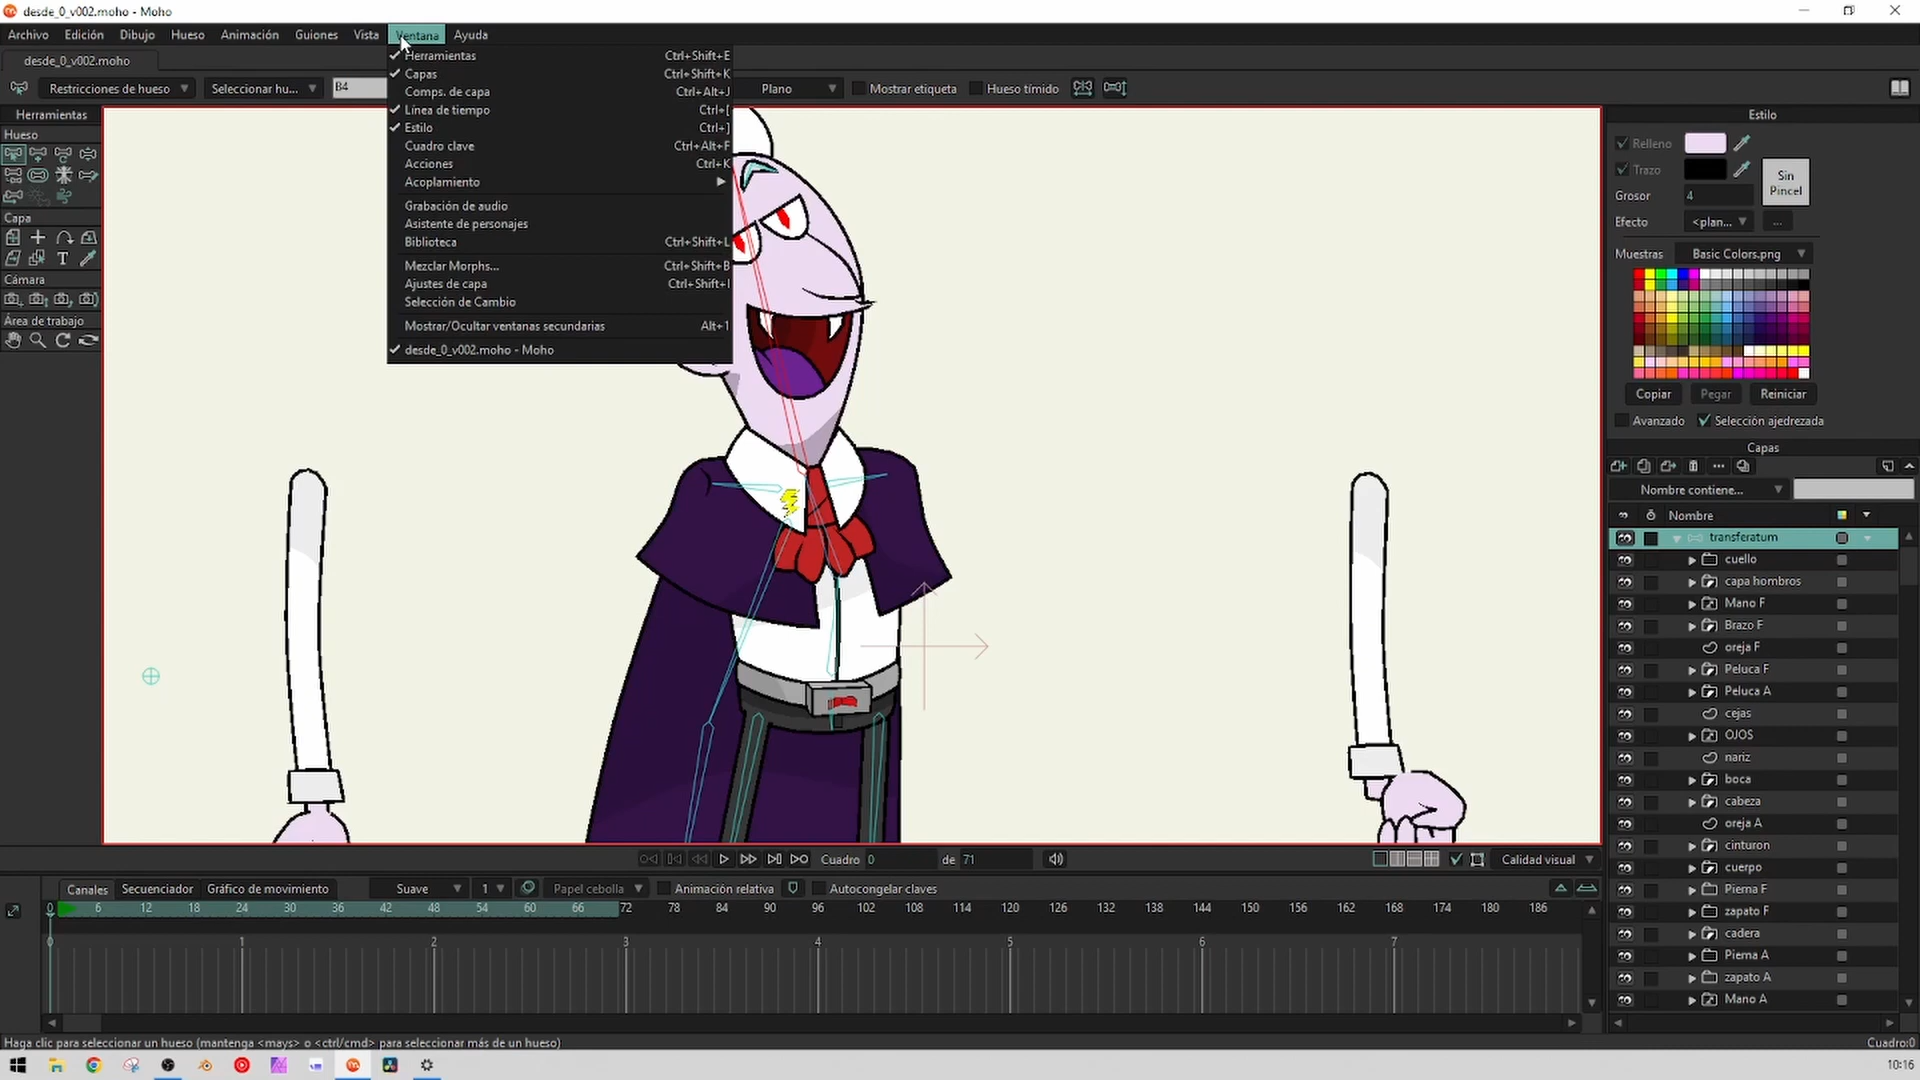 desde_0_v002.moho - Moho
Archivo Edición Dibujo Hueso Animación Guiones Vista Ventana Ayuda
desde_0_v002.moho
Restricciones de hueso Seleccionar hu... B4 Plano Mostrar etiqueta Hueso tímido
Herramientas Ctrl+Shift+E
Capas Ctrl+Shift+K
Comps. de capa Ctrl+Alt+J
Línea de tiempo Ctrl+[
Estilo Ctrl+]
Cuadro clave Ctrl+Alt+F
Acciones Ctrl+K
Acoplamiento
Grabación de audio
Asistente de personajes
Biblioteca Ctrl+Shift+L
Mezclar Morphs... Ctrl+Shift+B
Ajustes de capa Ctrl+Shift+I
Selección de Cambio
Mostrar/Ocultar ventanas secundarias Alt+1
desde_0_v002.moho - Moho
Herramientas
Hueso
Capa
T
Cámara
Área de trabajo
Estilo
Relleno
Trazo
Sin
Pincel
Grosor 4
Efecto <plan... ...
Muestras Basic Colors.png
Copiar Pegar Reiniciar
Avanzado Selección ajedrezada
Capas
Nombre contiene...
Nombre
transferatum
cuello
capa hombros
Mano F
Brazo F
oreja F
Peluca F
Peluca A
cejas
OJOS
nariz
boca
cabeza
oreja A
cinturon
cuerpo
Pierna F
zapato F
cadera
Pierna A
zapato A
Mano A
Cuadro 0 de 71 Calidad visual
Canales Secuenciador Gráfico de movimiento Suave 1 Papel cebolla Animación relativa Autocongelar claves
0 6 12 18 24 30 36 42 48 54 60 66 72 78 84 90 96 102 108 114 120 126 132 138 144 150 156 162 168 174 180 186
0 1 2 3 4 5 6 7
Haga clic para seleccionar un hueso (mantenga <mays> o <ctrl/cmd> para seleccionar más de un hueso) Cuadro:0
10:16